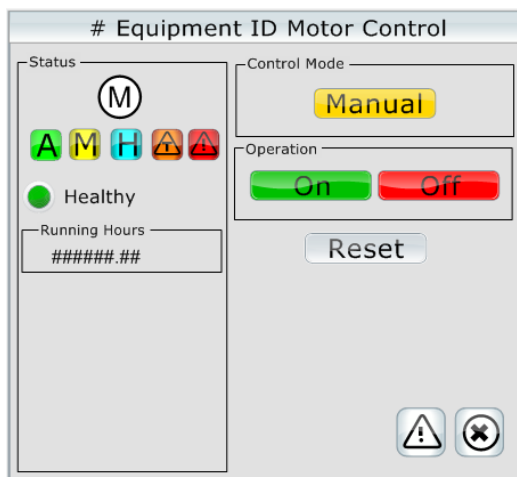 # Equipment ID Motor Control
Status
M
A M H T !
Healthy
Running Hours
######.##
Control Mode
Manual
Operation
On Off
Reset
!